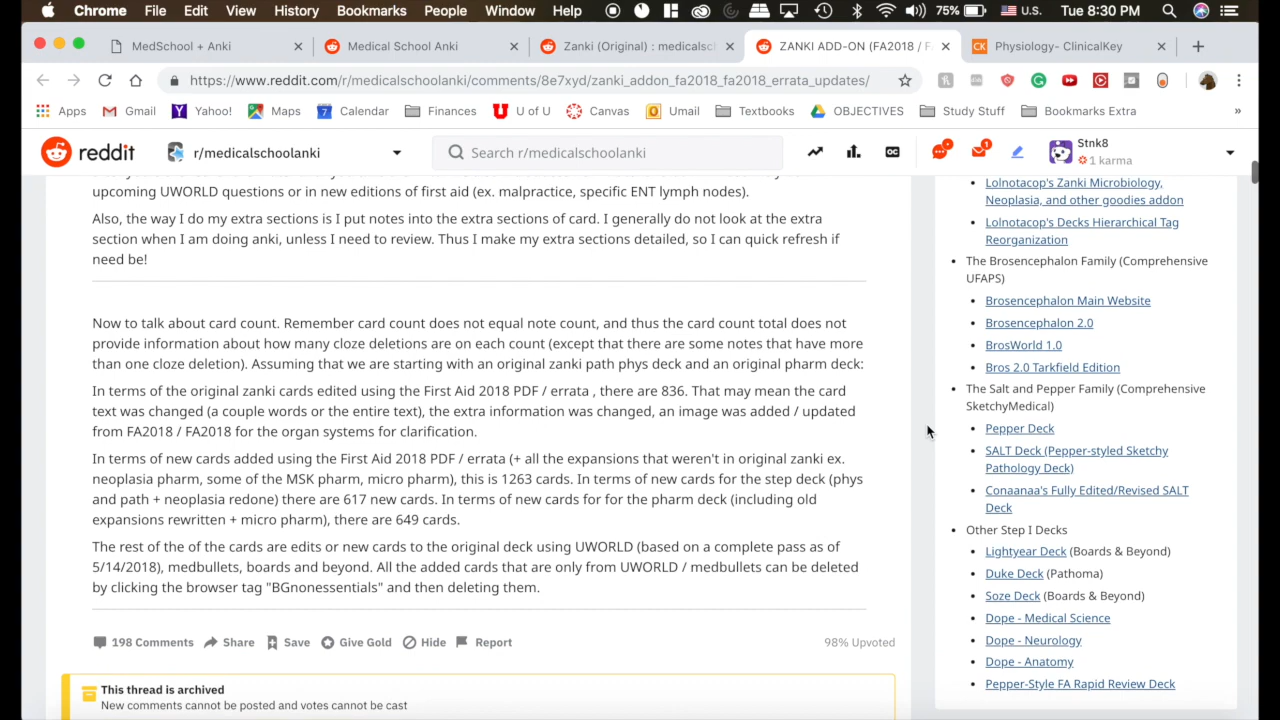 Chrome File Edit View History Bookmarks People Window Help 75% U.S. Tue 8:30 PM
MedSchool + Anki
Medical School Anki
Zanki (Original) : medicalsc
ZANKI ADD-ON (FA2018 / F
CK Physiology- ClinicalKey
https://www.reddit.com/r/medicalschoolanki/comments/8e7xyd/zanki_addon_fa2018_fa2018_errata_updates/
Apps Gmail Yahoo! Maps Calendar Finances U of U Canvas Umail Textbooks OBJECTIVES Study Stuff Bookmarks Extra »
reddit r/medicalschoolanki Search r/medicalschoolanki Stnk8
1 karma
upcoming UWORLD questions or in new editions of first aid (ex. malpractice, specific ENT lymph nodes).
Also, the way I do my extra sections is I put notes into the extra sections of card. I generally do not look at the extra
section when I am doing anki, unless I need to review. Thus I make my extra sections detailed, so I can quick refresh if
need be!
Now to talk about card count. Remember card count does not equal note count, and thus the card count total does not
provide information about how many cloze deletions are on each count (except that there are some notes that have more
than one cloze deletion). Assuming that we are starting with an original zanki path phys deck and an original pharm deck:
In terms of the original zanki cards edited using the First Aid 2018 PDF / errata , there are 836. That may mean the card
text was changed (a couple words or the entire text), the extra information was changed, an image was added / updated
from FA2018 / FA2018 for the organ systems for clarification.
In terms of new cards added using the First Aid 2018 PDF / errata (+ all the expansions that weren't in original zanki ex.
neoplasia pharm, some of the MSK pharm, micro pharm), this is 1263 cards. In terms of new cards for the step deck (phys
and path + neoplasia redone) there are 617 new cards. In terms of new cards for for the pharm deck (including old
expansions rewritten + micro pharm), there are 649 cards.
The rest of the of the cards are edits or new cards to the original deck using UWORLD (based on a complete pass as of
5/14/2018), medbullets, boards and beyond. All the added cards that are only from UWORLD / medbullets can be deleted
by clicking the browser tag "BGnonessentials" and then deleting them.
198 Comments Share Save Give Gold Hide Report 98% Upvoted
This thread is archived
New comments cannot be posted and votes cannot be cast
Lolnotacop's Zanki Microbiology,
Neoplasia, and other goodies addon
Lolnotacop's Decks Hierarchical Tag
Reorganization
The Brosencephalon Family (Comprehensive
UFAPS)
Brosencephalon Main Website
Brosencephalon 2.0
BrosWorld 1.0
Bros 2.0 Tarkfield Edition
The Salt and Pepper Family (Comprehensive
SketchyMedical)
Pepper Deck
SALT Deck (Pepper-styled Sketchy
Pathology Deck)
Conaanaa's Fully Edited/Revised SALT
Deck
Other Step I Decks
Lightyear Deck (Boards & Beyond)
Duke Deck (Pathoma)
Soze Deck (Boards & Beyond)
Dope - Medical Science
Dope - Neurology
Dope - Anatomy
Pepper-Style FA Rapid Review Deck